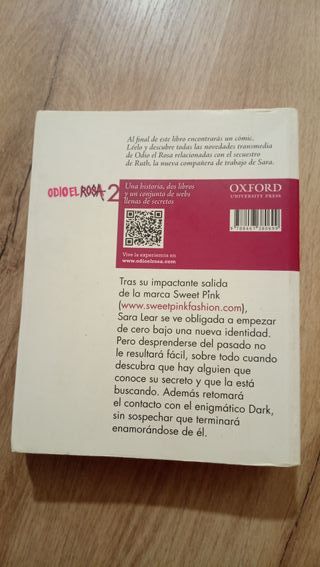 Al final de este libro encontrarás un cómic.
Léelo y descubre todas las novedades transmedia
de Odio el Rosa relacionadas con el secuestro
de Ruth, la nueva compañera de trabajo de Sara.
ODIO EL ROSA 2
Una historia, dos libros
y un conjunto de webs
llenas de secretos
OXFORD
UNIVERSITY PRESS
Vive la experiencia en
www.odioelrosa.com
Tras su impactante salida
de la marca Sweet Pink
(www.sweetpinkfashion.com),
Sara Lear se ve obligada a empezar
de cero bajo una nueva identidad.
Pero desprenderse del pasado no
le resultará fácil, sobre todo cuando
descubra que hay alguien que
conoce su secreto y que la está
buscando. Además retomará
el contacto con el enigmático Dark,
sin sospechar que terminará
enamorándose de él.